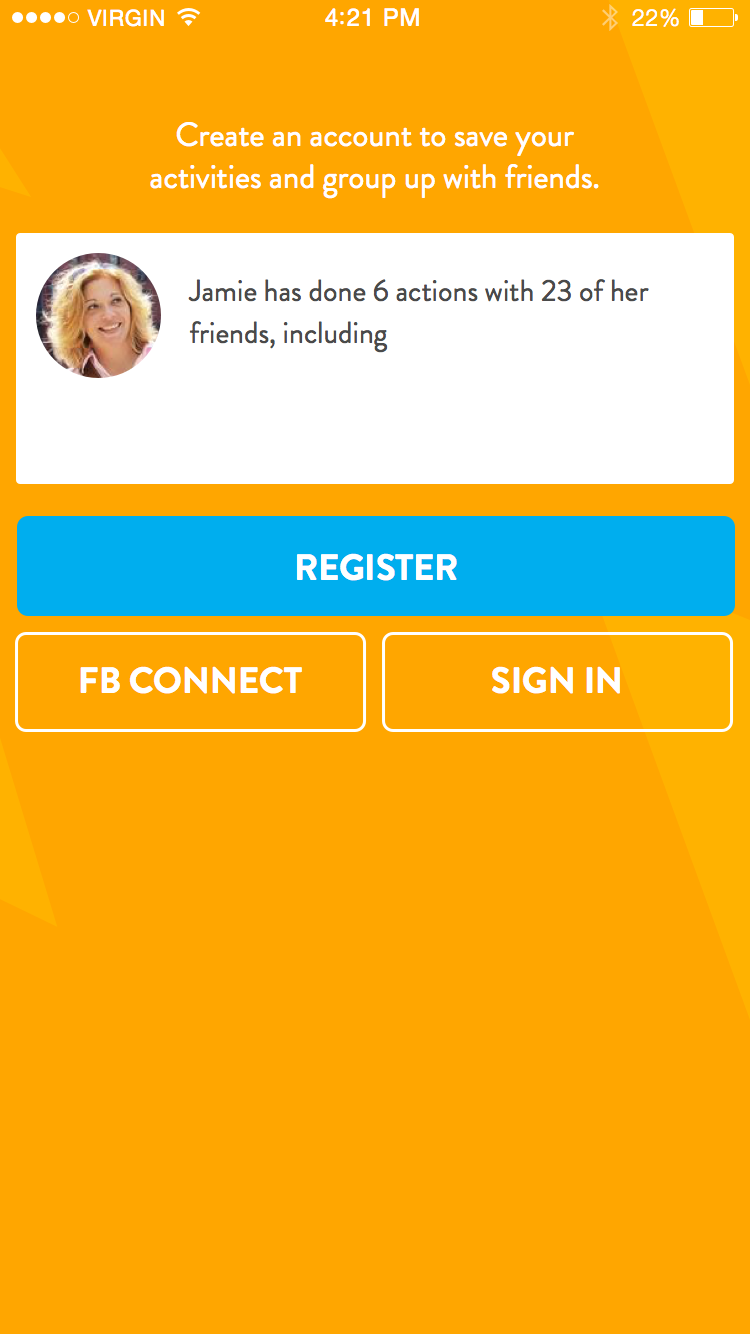 VIRGIN 4:21 PM 22%
Create an account to save your
activities and group up with friends.
Jamie has done 6 actions with 23 of her
friends, including
REGISTER
FB CONNECT SIGN IN